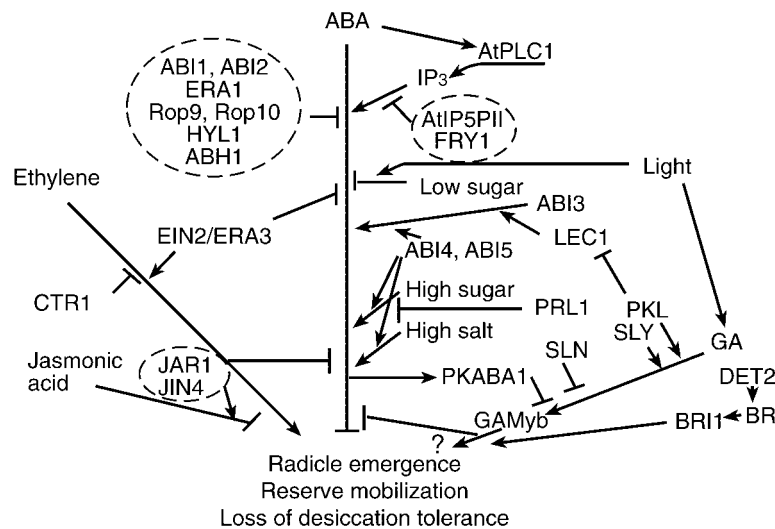 ABA
AtPLC1
IP3
ABI1, ABI2
ERA1
Rop9, Rop10
HYL1
ABH1
AtIP5PII
FRY1
Ethylene
Light
Low sugar
ABI3
EIN2/ERA3
LEC1
ABI4, ABI5
High sugar
CTR1
PRL1
PKL
SLY
High salt
GA
Jasmonic
acid
JAR1
JIN4
SLN
PKABA1
DET2
GAMyb
BRI1
BR
?
Radicle emergence
Reserve mobilization
Loss of desiccation tolerance